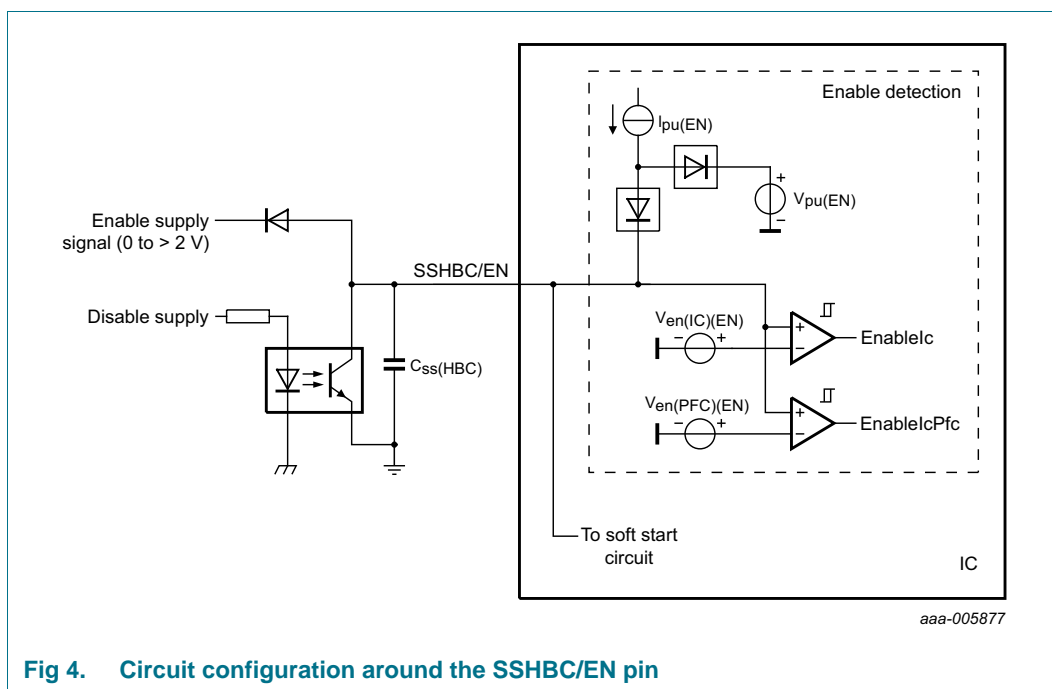 Enable detection
Ipu(EN)
+
Vpu(EN)
−
Enable supply
signal (0 to > 2 V)
SSHBC/EN
Disable supply
Css(HBC)
Ven(IC)(EN)
− +
+
−
EnableIc
Ven(PFC)(EN)
− +
+
−
EnableIcPfc
To soft start
circuit
IC
aaa-005877
Fig 4. Circuit configuration around the SSHBC/EN pin